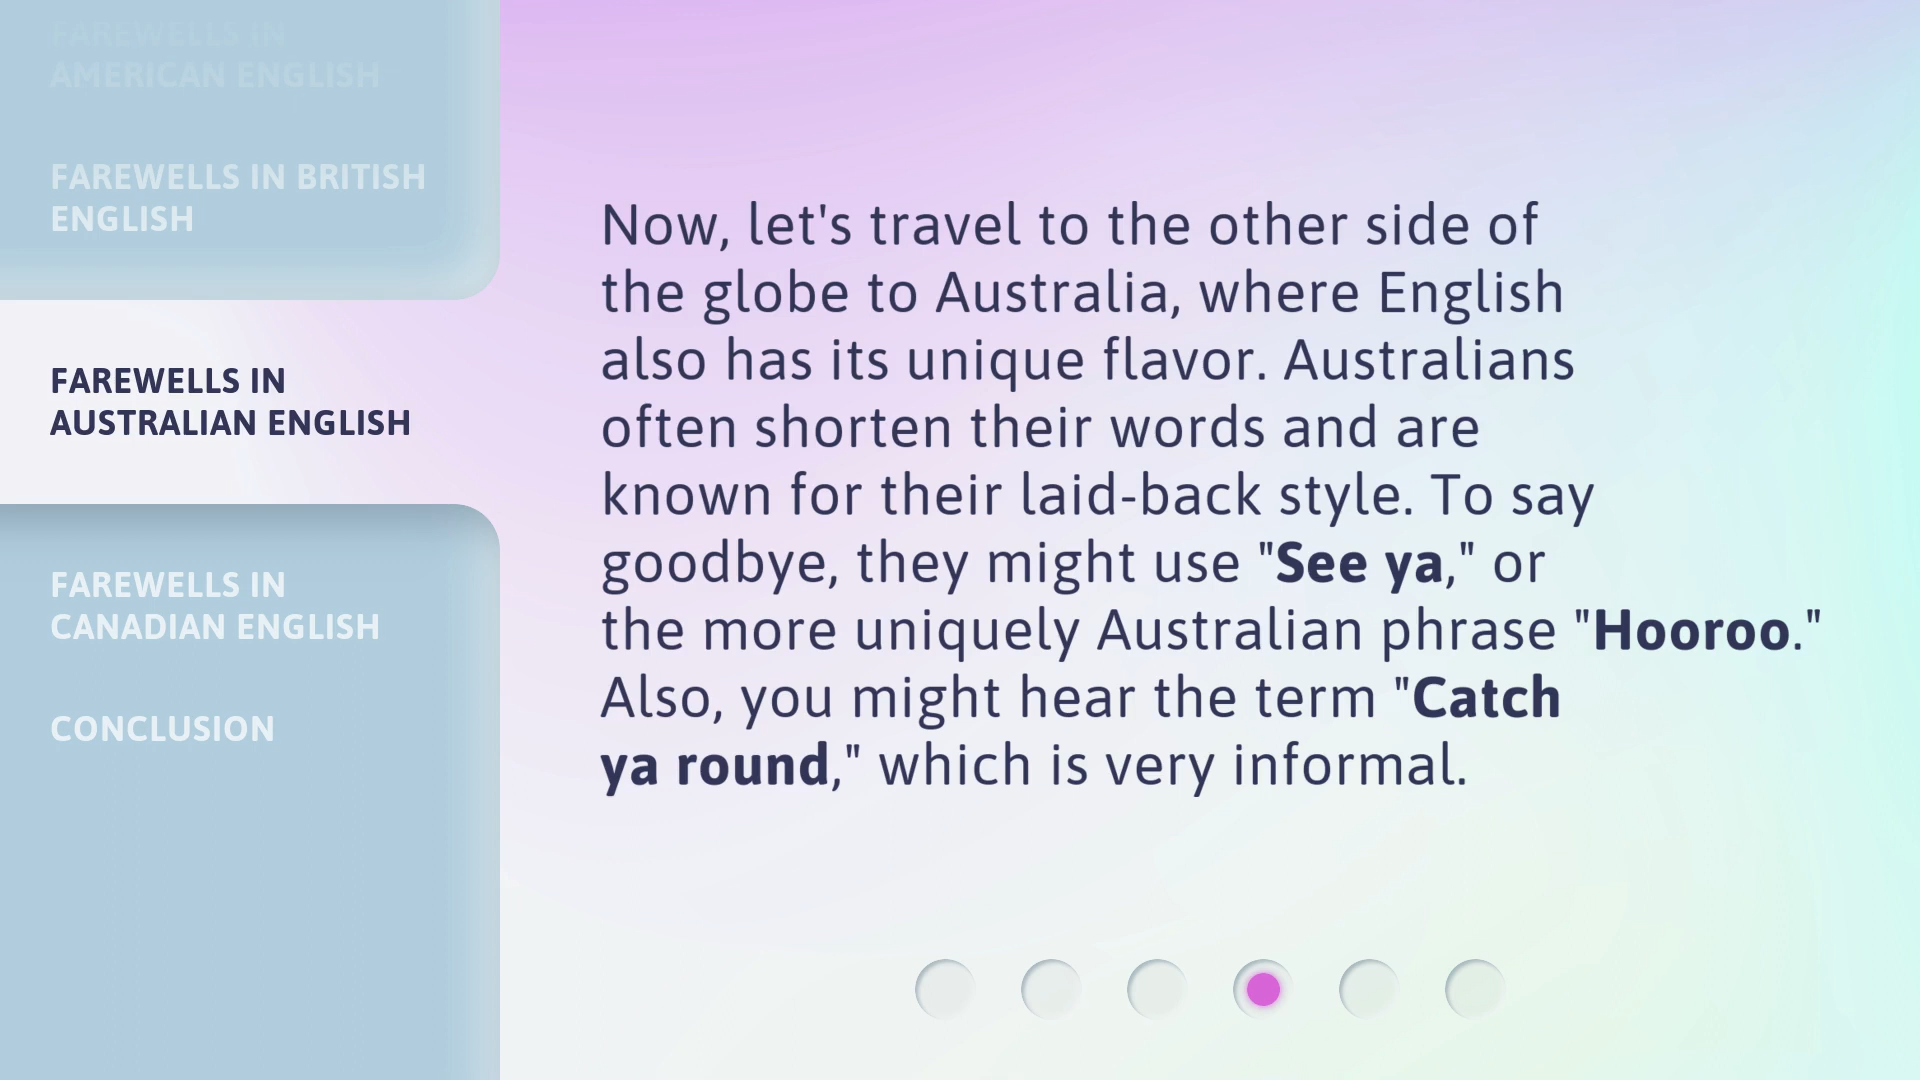 FAREWELLS IN
AMERICAN ENGLISH
FAREWELLS IN BRITISH
ENGLISH
FAREWELLS IN
AUSTRALIAN ENGLISH
FAREWELLS IN
CANADIAN ENGLISH
CONCLUSION
Now, let's travel to the other side of
the globe to Australia, where English
also has its unique flavor. Australians
often shorten their words and are
known for their laid-back style. To say
goodbye, they might use "See ya," or
the more uniquely Australian phrase "Hooroo."
Also, you might hear the term "Catch
ya round," which is very informal.